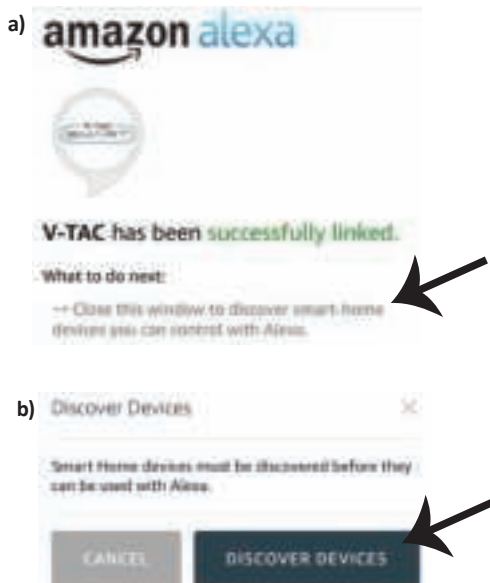 a)
amazon alexa
V-TAC has been successfully linked.
What to do next:
→ Close this window to discover smart-home
devices you can control with Alexa.
b) Discover Devices ×
Smart Home devices must be discovered before they
can be used with Alexa.
CANCEL DISCOVER DEVICES